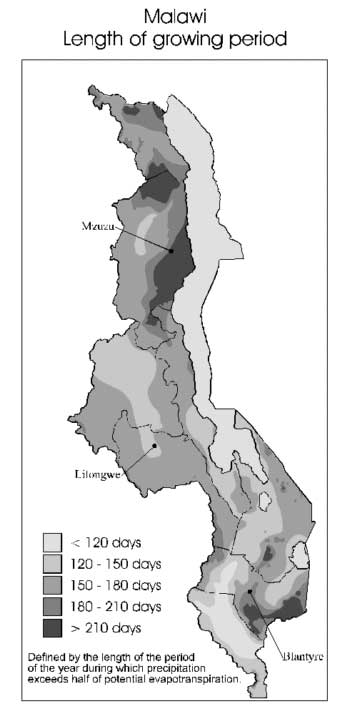 Malawi
Length of growing period
Mzuzu
Lilongwe
< 120 days
120 - 150 days
150 - 180 days
180 - 210 days
> 210 days
Blantyre
Defined by the length of the period
of the year during which precipitation
exceeds half of potential evapotranspiration.